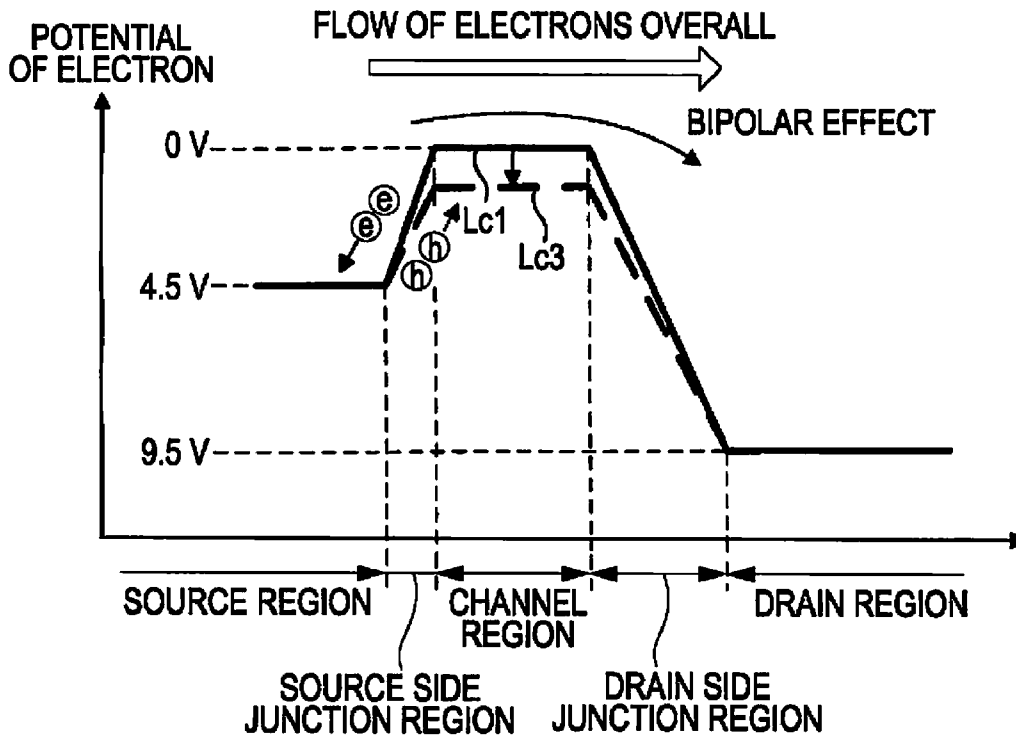 FLOW OF ELECTRONS OVERALL
POTENTIAL
OF ELECTRON
BIPOLAR EFFECT
0 V
e
e
Lc1
h
h
Lc3
4.5 V
9.5 V
SOURCE REGION
CHANNEL
REGION
DRAIN REGION
SOURCE SIDE
JUNCTION REGION
DRAIN SIDE
JUNCTION REGION